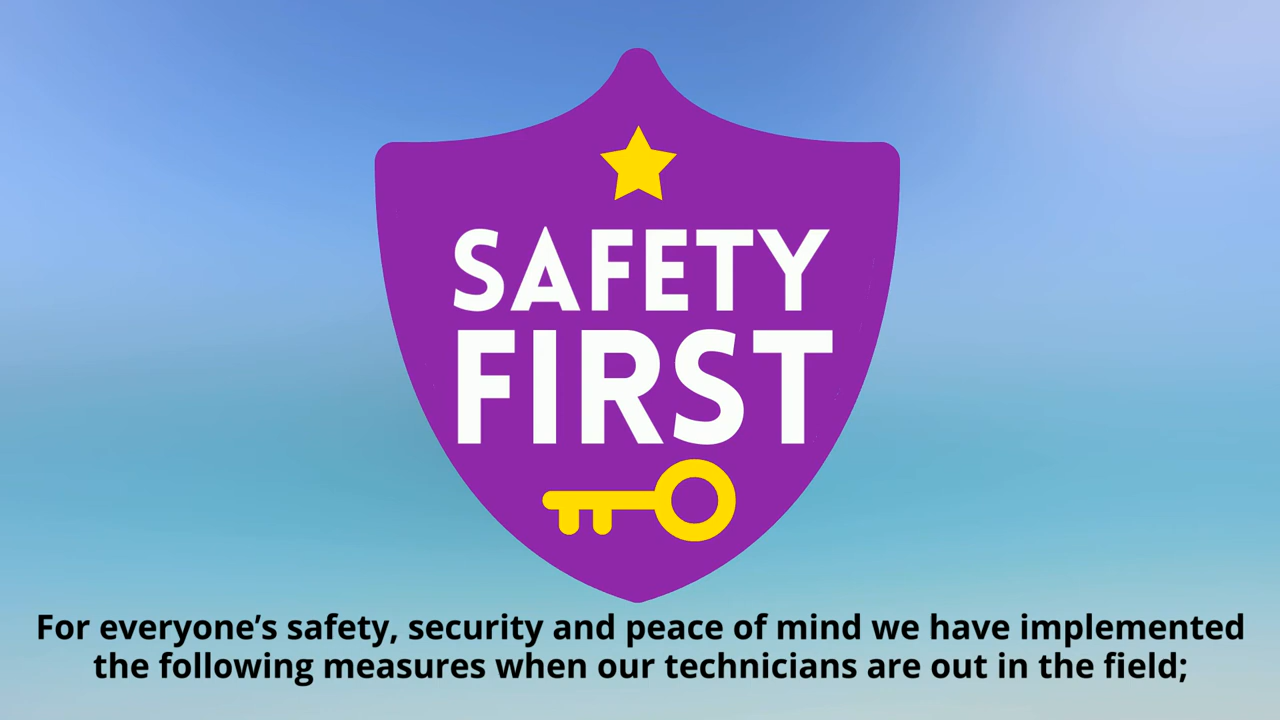 SAFETY
FIRST
For everyone’s safety, security and peace of mind we have implemented
the following measures when our technicians are out in the field;